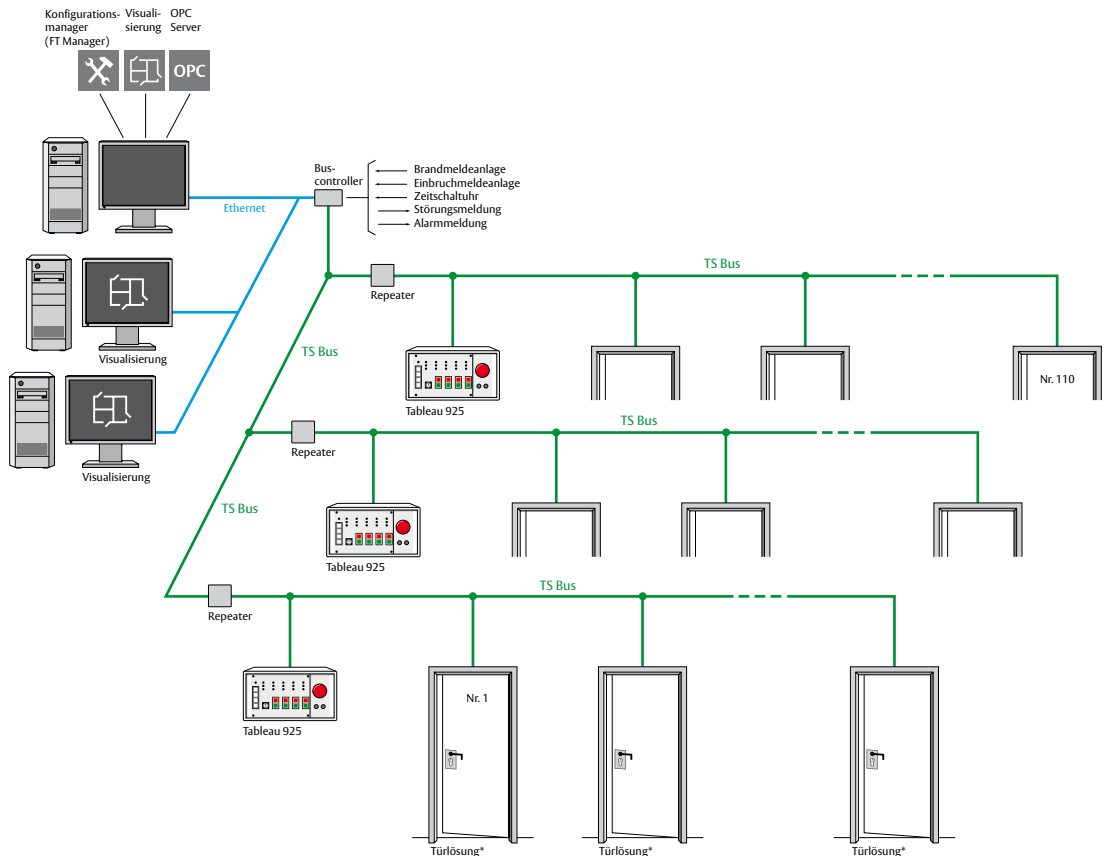 Konfigurations-
manager
(FT Manager)
Visuali-
sierung
OPC
Server
OPC
Bus-
controller
Brandmeldeanlage
Einbruchmeldeanlage
Zeitschaltuhr
Störungsmeldung
Alarmmeldung
Ethernet
TS Bus
Repeater
Visualisierung
TS Bus
Nr. 110
Tableau 925
TS Bus
Repeater
Visualisierung
TS Bus
Tableau 925
TS Bus
Repeater
Nr. 1
Tableau 925
Türlösung*
Türlösung*
Türlösung*